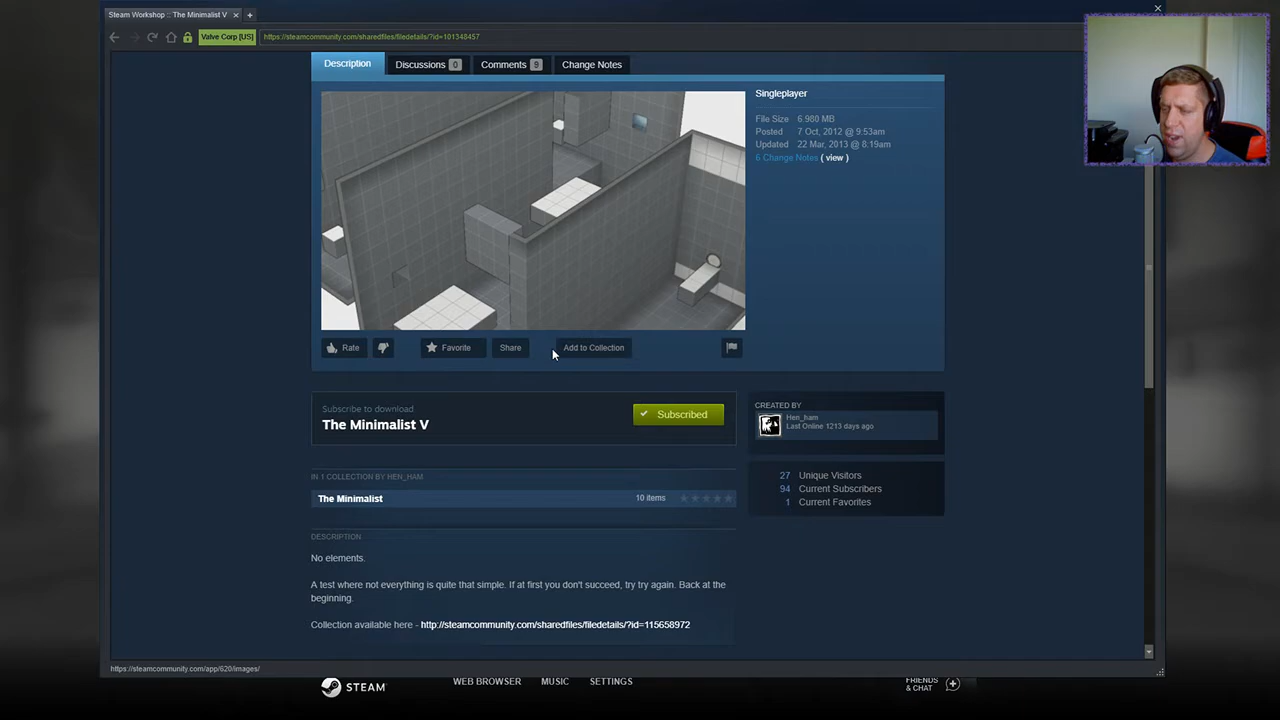 Steam Workshop :: The Minimalist V
Valve Corp [US]
https://steamcommunity.com/sharedfiles/filedetails/?id=101348457
Description
Discussions 0
Comments 9
Change Notes
Singleplayer
File Size 6.980 MB
Posted 7 Oct, 2012 @ 9:53am
Updated 22 Mar, 2013 @ 8:19am
6 Change Notes ( view )
Rate
Favorite
Share
Add to Collection
Subscribe to download
The Minimalist V
Subscribed
CREATED BY
Hen_ham
Last Online 1213 days ago
27 Unique Visitors
94 Current Subscribers
1 Current Favorites
IN 1 COLLECTION BY HEN_HAM
The Minimalist 10 items
DESCRIPTION
No elements.
A test where not everything is quite that simple. If at first you don't succeed, try try again. Back at the
beginning.
Collection available here - http://steamcommunity.com/sharedfiles/filedetails/?id=115658972
https://steamcommunity.com/app/620/images/
STEAM
WEB BROWSER
MUSIC
SETTINGS
FRIENDS
& CHAT